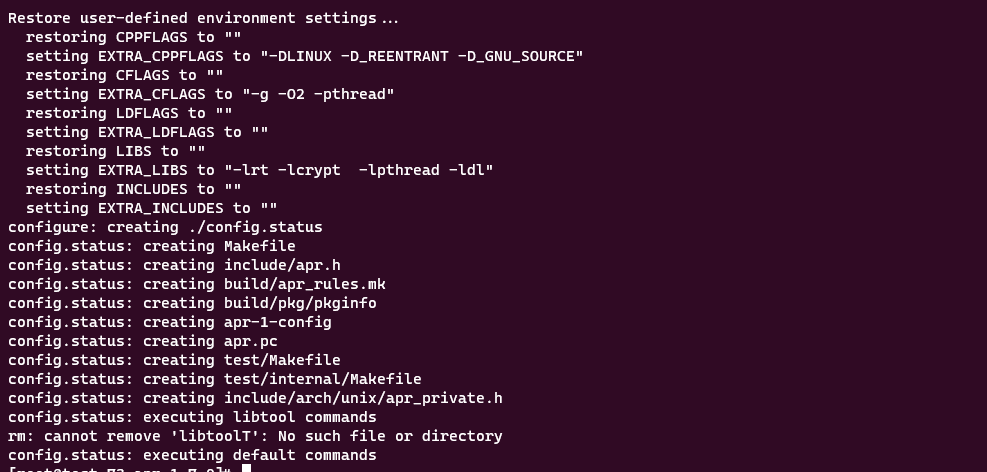 Restore user-defined environment settings...
restoring CPPFLAGS to ""
setting EXTRA_CPPFLAGS to "-DLINUX -D_REENTRANT -D_GNU_SOURCE"
restoring CFLAGS to ""
setting EXTRA_CFLAGS to "-g -O2 -pthread"
restoring LDFLAGS to ""
setting EXTRA_LDFLAGS to ""
restoring LIBS to ""
setting EXTRA_LIBS to "-lrt -lcrypt  -lpthread -ldl"
restoring INCLUDES to ""
setting EXTRA_INCLUDES to ""
configure: creating ./config.status
config.status: creating Makefile
config.status: creating include/apr.h
config.status: creating build/apr_rules.mk
config.status: creating build/pkg/pkginfo
config.status: creating apr-1-config
config.status: creating apr.pc
config.status: creating test/Makefile
config.status: creating test/internal/Makefile
config.status: creating include/arch/unix/apr_private.h
config.status: executing libtool commands
rm: cannot remove 'libtoolT': No such file or directory
config.status: executing default commands